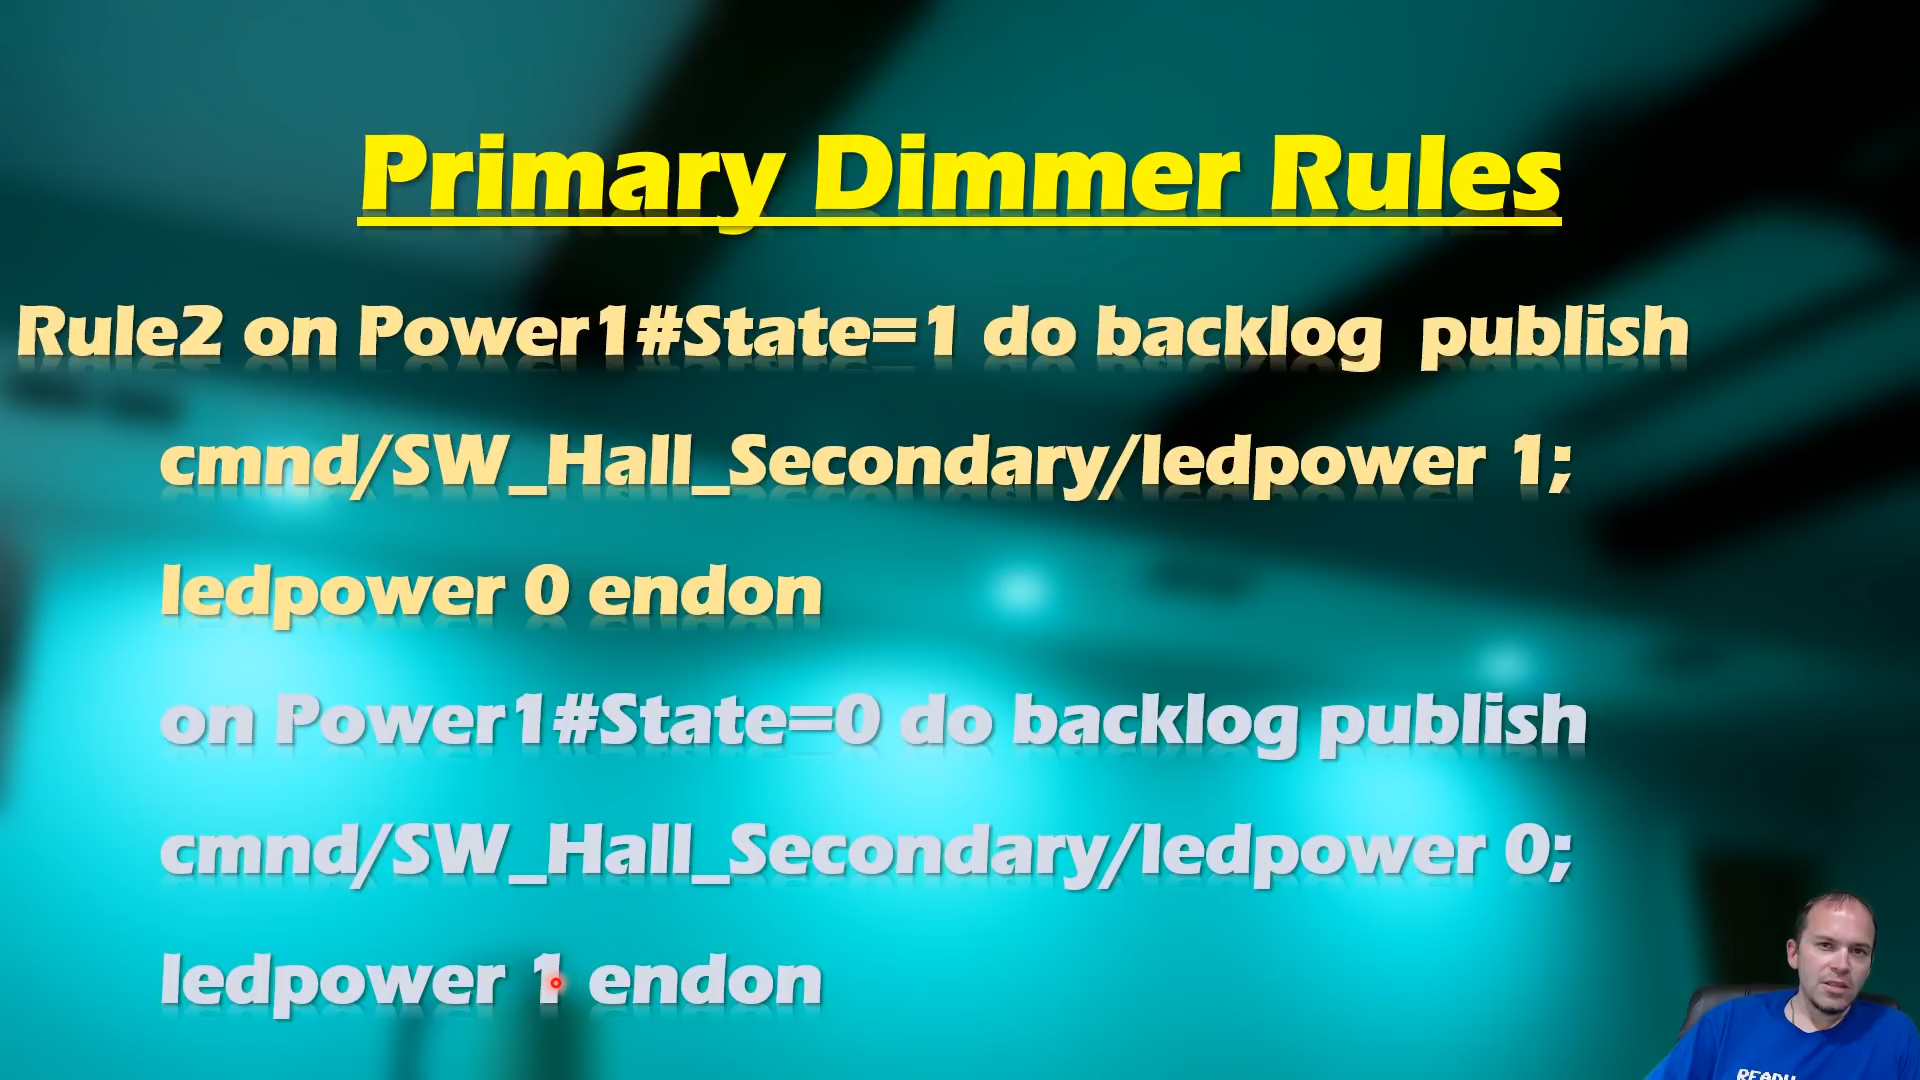 Primary Dimmer Rules
Rule2 on Power1#State=1 do backlog publish
cmnd/SW_Hall_Secondary/ledpower 1;
ledpower 0 endon
on Power1#State=0 do backlog publish
cmnd/SW_Hall_Secondary/ledpower 0;
ledpower 1 endon